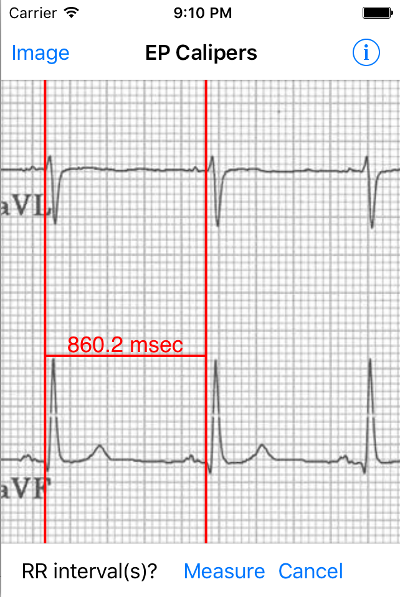 Carrier 9:10 PM
Image EP Calipers i
aVL
860.2 msec
aVF
RR interval(s)? Measure Cancel